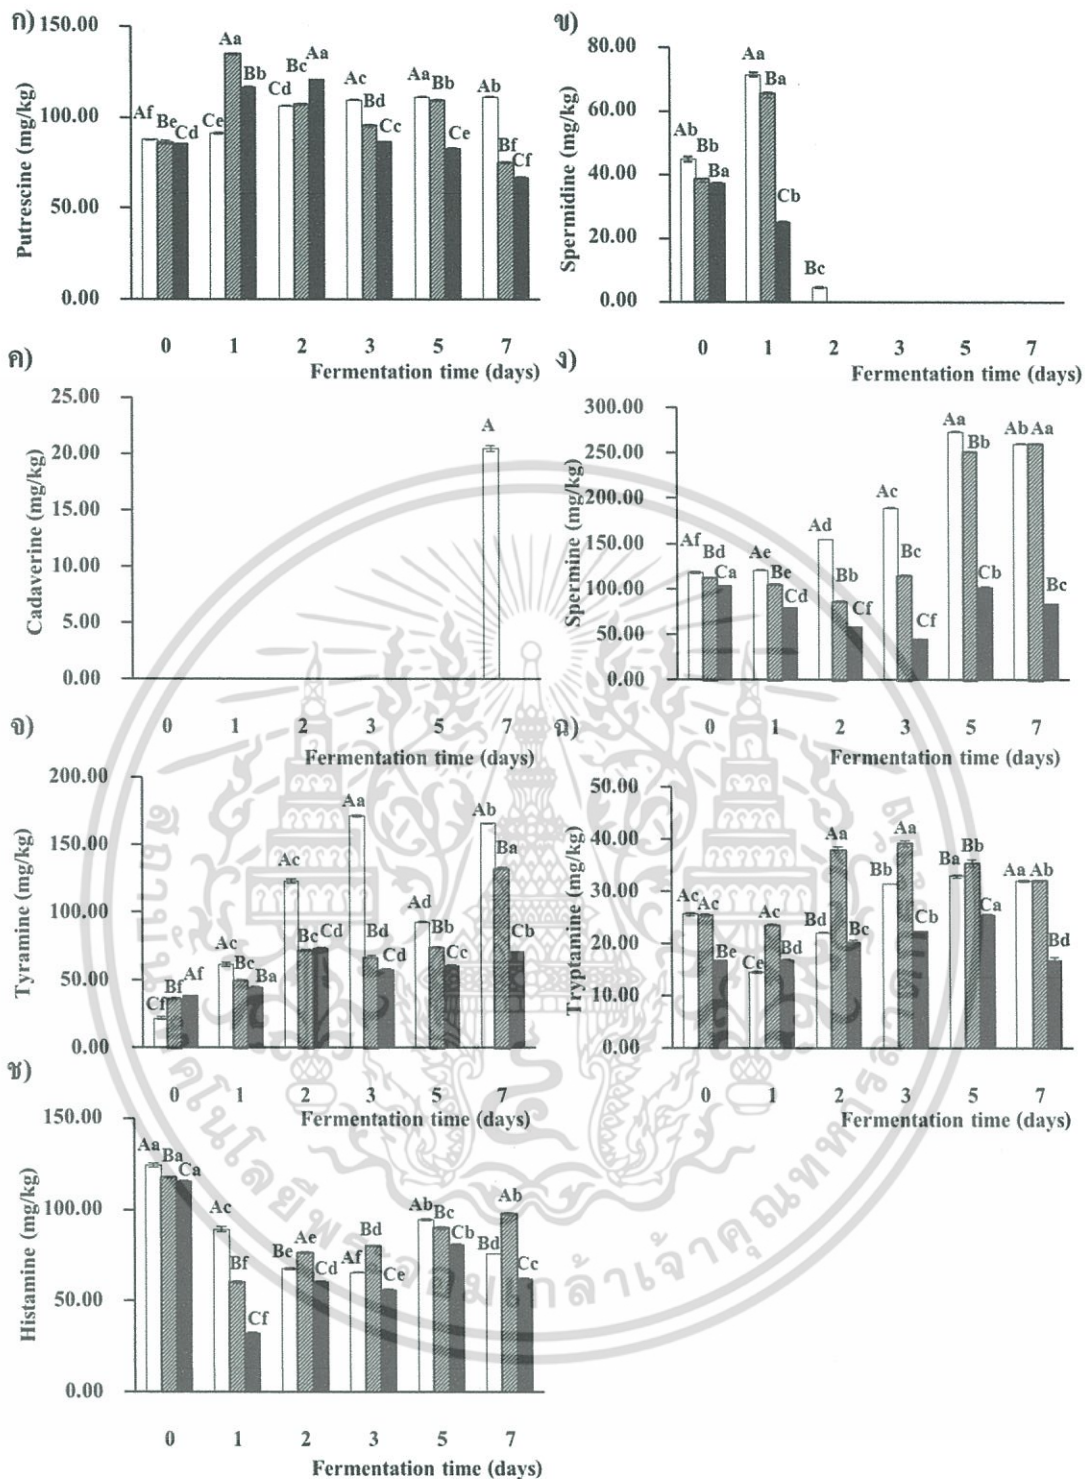 ก)
150.00
100.00
50.00
0.00
Putrescine (mg/kg)
Af Be Cd
Ce Aa Bb
Cd Bc Aa
Ac Bd Cc
Aa Bb Ce
Ab Bf Cf
0 1 2 3 5 7
Fermentation time (days)
ข)
80.00
60.00
40.00
20.00
0.00
Spermidine (mg/kg)
Ab Bb Ba
Aa Ba Cb
Bc
0 1 2 3 5 7
Fermentation time (days)
ค)
25.00
20.00
15.00
10.00
5.00
0.00
Cadaverine (mg/kg)
A
0 1 2 3 5 7
Fermentation time (days)
ง)
300.00
250.00
200.00
150.00
100.00
50.00
0.00
Spermine (mg/kg)
Af Bd Ca
Ae Be Cd
Ad Bb Cf
Ac Bc Cf
Aa Bb Cb
Ab Aa Bc
0 1 2 3 5 7
Fermentation time (days)
จ)
200.00
150.00
100.00
50.00
0.00
Tyramine (mg/kg)
Cf Bf Af
Ac Bc Ba
Ac Bc Cd
Aa Bd Cd
Ad Bb Cc
Ab Ba Cb
0 1 2 3 5 7
Fermentation time (days)
ฉ)
50.00
40.00
30.00
20.00
10.00
0.00
Tryptamine (mg/kg)
Ac Ac Be
Ce Ac Bd
Bd Aa Bc
Bb Aa Cb
Ba Bb Ca
Aa Ab Bd
0 1 2 3 5 7
Fermentation time (days)
ช)
150.00
100.00
50.00
0.00
Histamine (mg/kg)
Aa Ba Ca
Ac Bf Cf
Be Ae Cd
Af Bd Ce
Ab Bc Cb
Bd Ab Cc
0 1 2 3 5 7
Fermentation time (days)